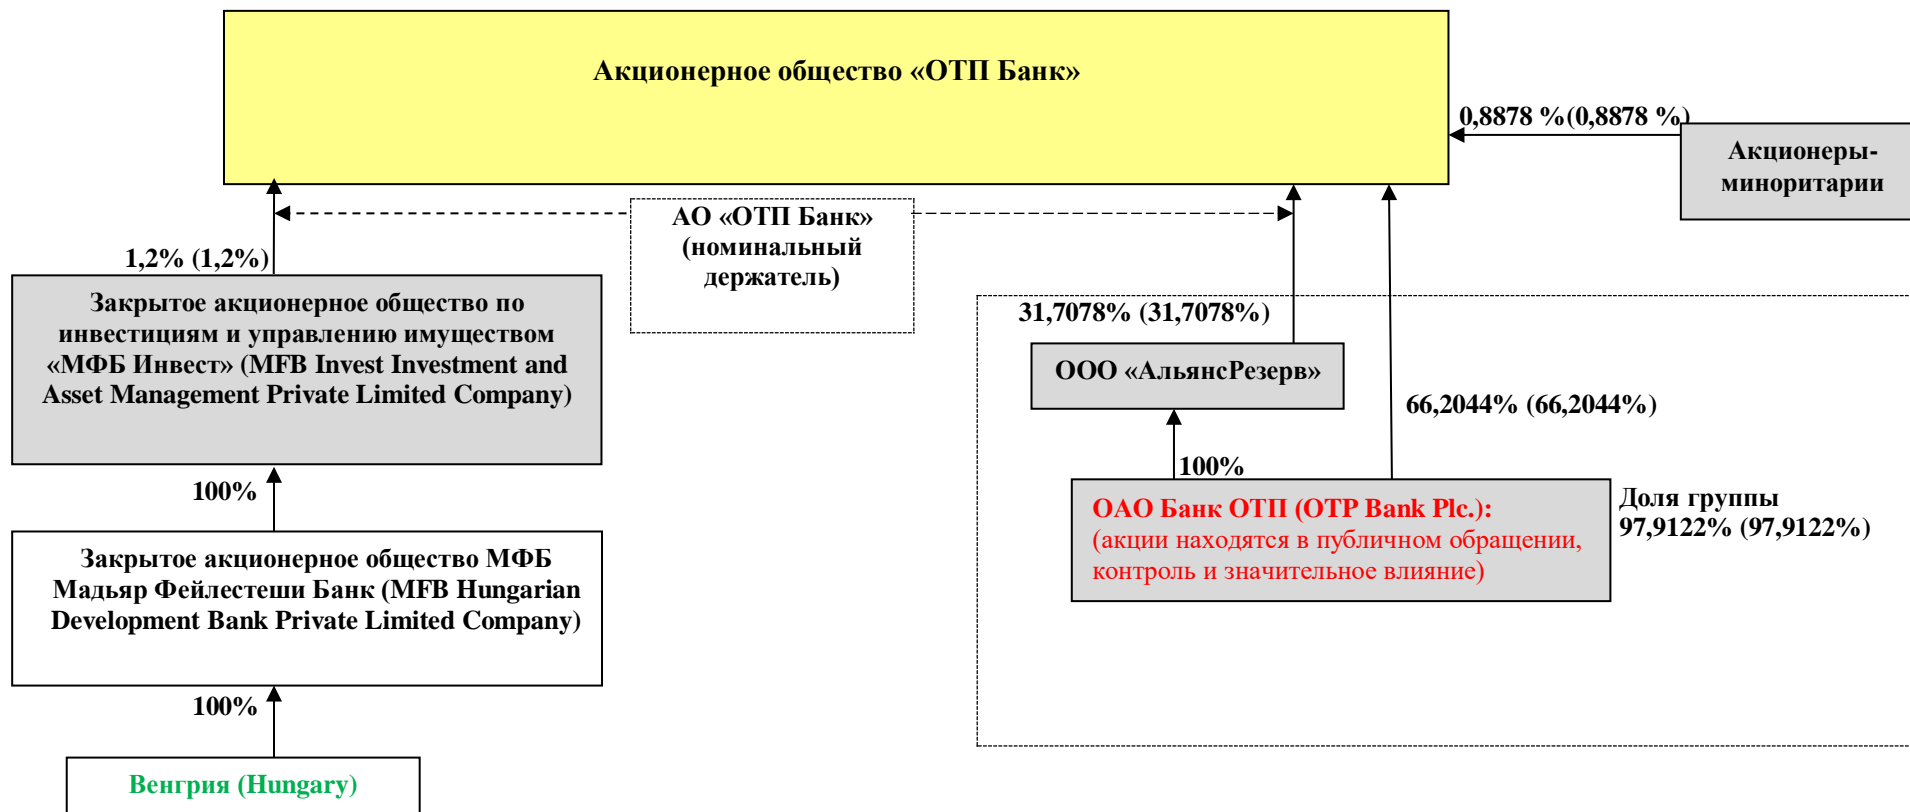 Акционерное общество «ОТП Банк»
0,8878 %(0,8878 %)
Акционеры-
миноритарии
АО «ОТП Банк»
(номинальный
держатель)
1,2% (1,2%)
Закрытое акционерное общество по
инвестициям и управлению имуществом
«МФБ Инвест» (MFB Invest Investment and
Asset Management Private Limited Company)
31,7078% (31,7078%)
ООО «АльянсРезерв»
66,2044% (66,2044%)
100%
100%
ОАО Банк ОТП (OTP Bank Plc.):
(акции находятся в публичном обращении,
контроль и значительное влияние)
Доля группы
97,9122% (97,9122%)
Закрытое акционерное общество МФБ
Мадьяр Фейлестеши Банк (MFB Hungarian
Development Bank Private Limited Company)
100%
Венгрия (Hungary)